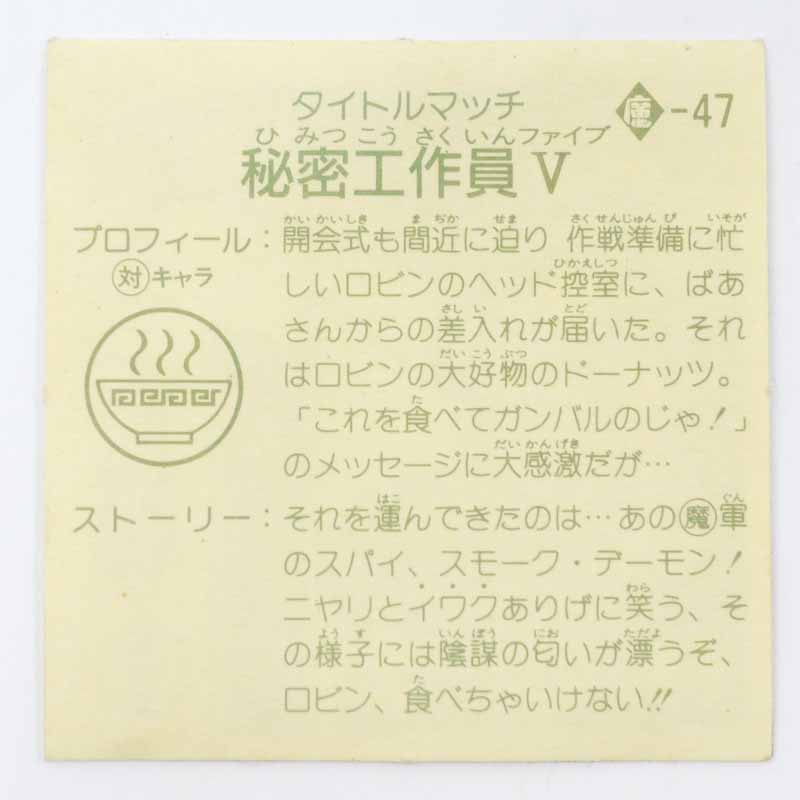 タイトルマッチ
魔-47
ひみつこうさくいんファイブ
秘密工作員V
かいかいしき まぢか せま さくせんじゅんび いそが
プロフィール：開会式も間近に迫り 作戦準備に忙
ひかえしつ
対キャラ しいロビンのヘッド控室に、ばあ
さしい とど
さんからの差入れが届いた。それ
だいこうぶつ
はロビンの大好物のドーナッツ。
た
「これを食べてガンバルのじゃ！」
だいかんげき
のメッセージに大感激だが…
はこ ぐん
ストーリー：それを運んできたのは…あの魔軍
のスパイ、スモーク・デーモン！
わら
ニヤリとイワクありげに笑う、そ
ようす いんぼう にお ただよ
の様子には陰謀の匂いが漂うぞ、
た
ロビン、食べちゃいけない!!